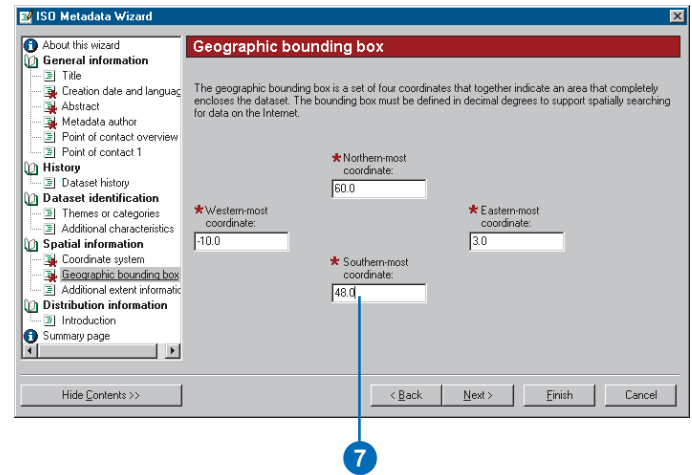 ISO Metadata Wizard
About this wizard
General information
Title
Creation date and languag
Abstract
Metadata author
Point of contact overview
Point of contact 1
History
Dataset history
Dataset identification
Themes or categories
Additional characteristics
Spatial information
Coordinate system
Geographic bounding box
Additional extent informatic
Distribution information
Introduction
Summary page
Geographic bounding box
The geographic bounding box is a set of four coordinates that together indicate an area that completely
encloses the dataset. The bounding box must be defined in decimal degrees to support spatially searching
for data on the Internet.
* Northern-most
coordinate:
60.0
* Western-most
coordinate:
-10.0
* Eastern-most
coordinate:
3.0
* Southern-most
coordinate:
48.0
Hide Contents >>
< Back
Next >
Finish
Cancel
7